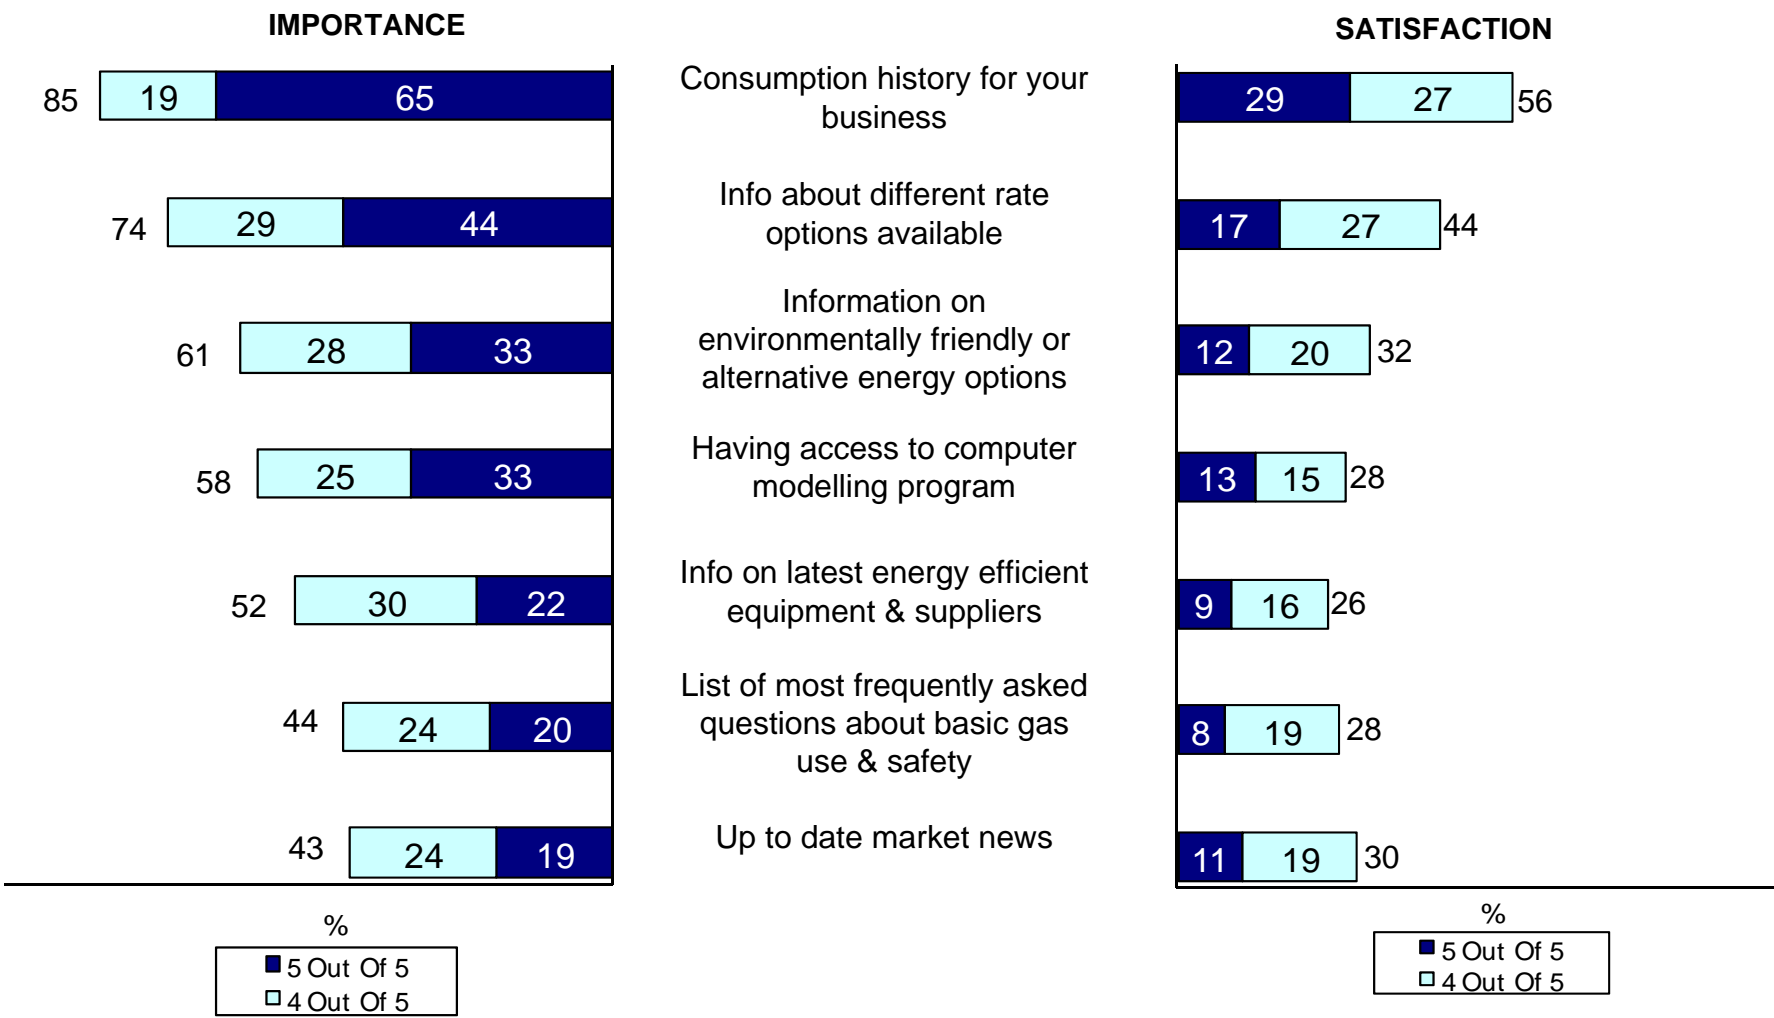 IMPORTANCE
SATISFACTION
85 19 65
Consumption history for your
business
29 27 56
74 29 44
Info about different rate
options available
17 27 44
61 28 33
Information on
environmentally friendly or
alternative energy options
12 20 32
58 25 33
Having access to computer
modelling program
13 15 28
52 30 22
Info on latest energy efficient
equipment & suppliers
9 16 26
44 24 20
List of most frequently asked
questions about basic gas
use & safety
8 19 28
43 24 19
Up to date market news
11 19 30
%
5 Out Of 5
4 Out Of 5
%
5 Out Of 5
4 Out Of 5